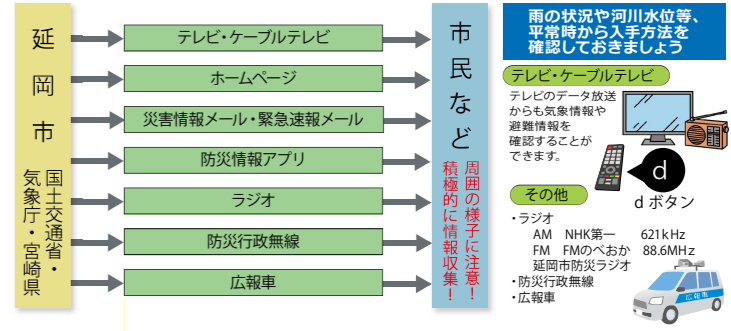 延岡市
国土交通省・
気象庁・宮崎県
テレビ・ケーブルテレビ
ホームページ
災害情報メール・緊急速報メール
防災情報アプリ
ラジオ
防災行政無線
広報車
市民など
周囲の様子に注意！
積極的に情報収集！
雨の状況や河川水位等、
平常時から入手方法を
確認しておきましょう
テレビ・ケーブルテレビ
テレビのデータ放送
からも気象情報や
避難情報を
確認することが
できます。
d
dボタン
その他
・ラジオ
AM　NHK第一　621kHz
FM　FMのべおか　88.6MHz
延岡市防災ラジオ
・防災行政無線
・広報車
広報車